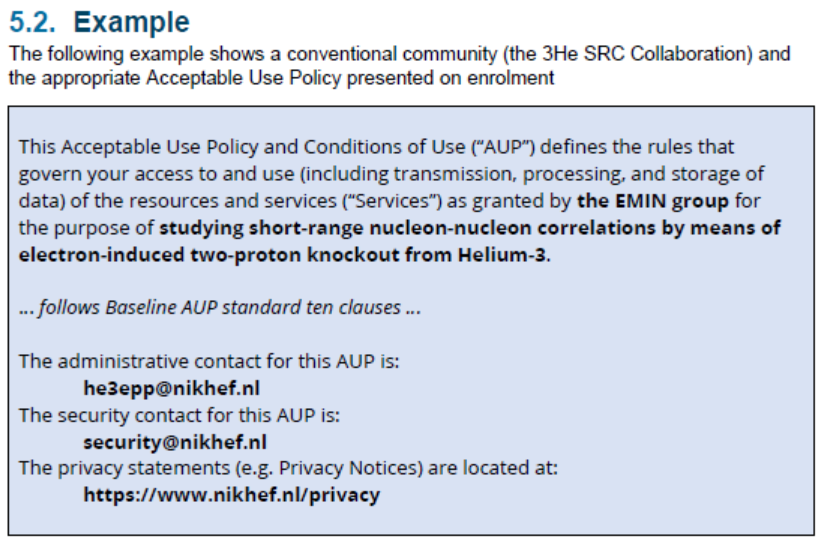 5.2. Example
The following example shows a conventional community (the 3He SRC Collaboration) and
the appropriate Acceptable Use Policy presented on enrolment
This Acceptable Use Policy and Conditions of Use (“AUP”) defines the rules that
govern your access to and use (including transmission, processing, and storage of
data) of the resources and services (“Services”) as granted by the EMIN group for
the purpose of studying short-range nucleon-nucleon correlations by means of
electron-induced two-proton knockout from Helium-3.
... follows Baseline AUP standard ten clauses ...
The administrative contact for this AUP is:
he3epp@nikhef.nl
The security contact for this AUP is:
security@nikhef.nl
The privacy statements (e.g. Privacy Notices) are located at:
https://www.nikhef.nl/privacy